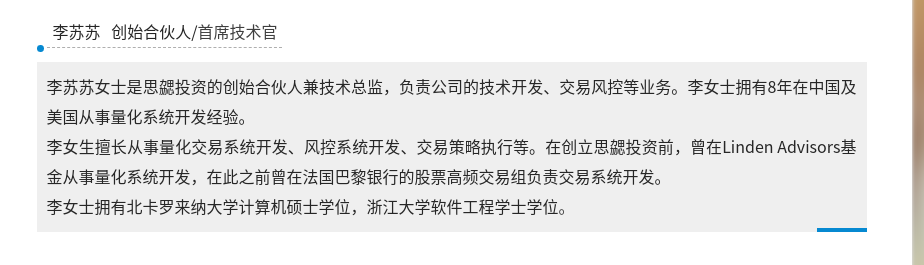 李苏苏 创始合伙人/首席技术官
李苏苏女士是思勰投资的创始合伙人兼技术总监，负责公司的技术开发、交易风控等业务。李女士拥有8年在中国及
美国从事量化系统开发经验。
李女生擅长从事量化交易系统开发、风控系统开发、交易策略执行等。在创立思勰投资前，曾在Linden Advisors基
金从事量化系统开发，在此之前曾在法国巴黎银行的股票高频交易组负责交易系统开发。
李女士拥有北卡罗来纳大学计算机硕士学位，浙江大学软件工程学士学位。